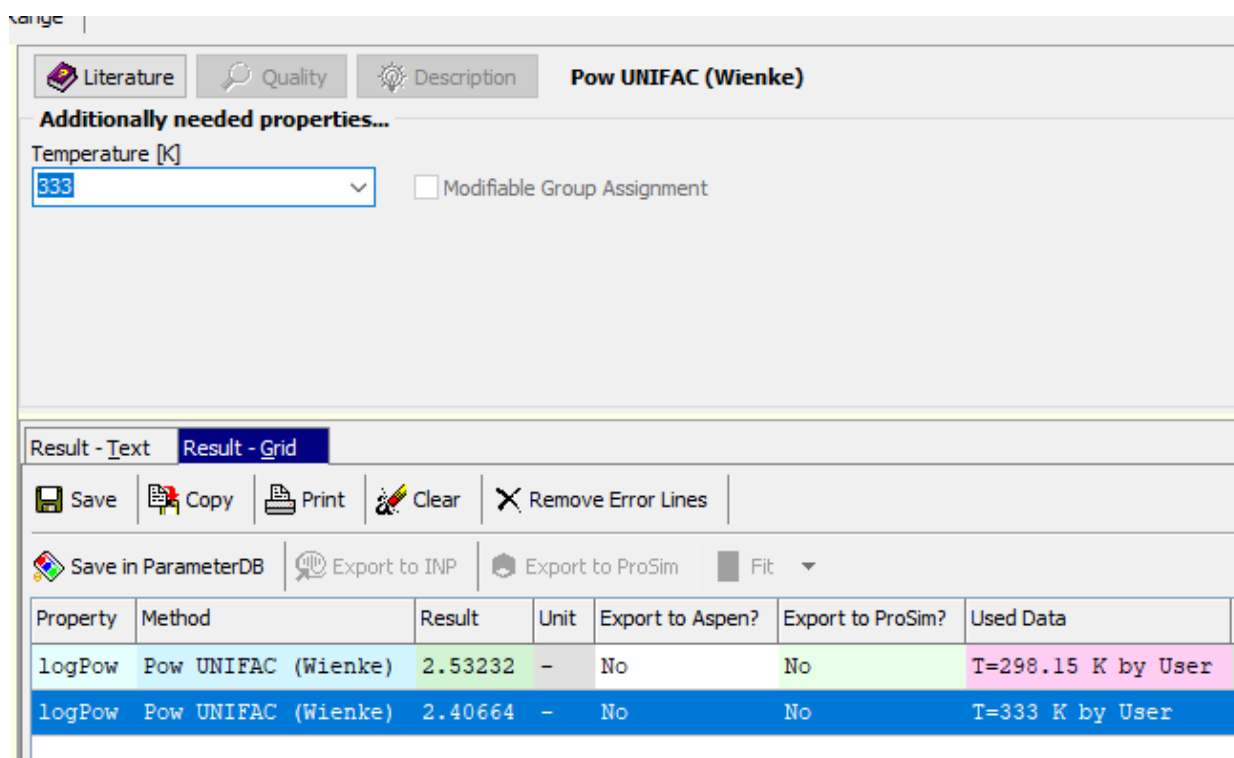 Range
Literature Quality Description Pow UNIFAC (Wienke)
Additionally needed properties...
Temperature [K]
333 Modifiable Group Assignment
Result - Text Result - Grid
Save Copy Print Clear Remove Error Lines
Save in ParameterDB Export to INP Export to ProSim Fit
Property Method Result Unit Export to Aspen? Export to ProSim? Used Data
logPow Pow UNIFAC (Wienke) 2.53232 - No No T=298.15 K by User
logPow Pow UNIFAC (Wienke) 2.40664 - No No T=333 K by User